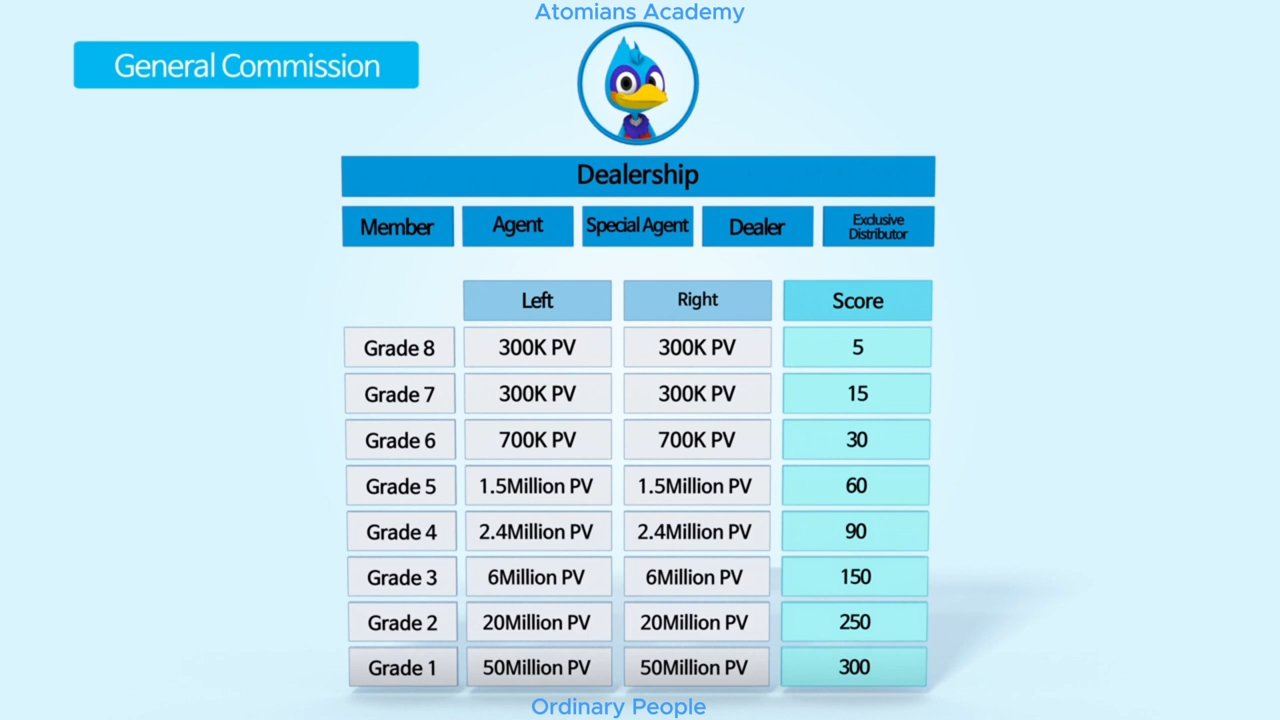 Atomians Academy
General Commission
Dealership
Member Agent Special Agent Dealer Exclusive
Distributor
Left Right Score
Grade 8 300K PV 300K PV 5
Grade 7 300K PV 300K PV 15
Grade 6 700K PV 700K PV 30
Grade 5 1.5Million PV 1.5Million PV 60
Grade 4 2.4Million PV 2.4Million PV 90
Grade 3 6Million PV 6Million PV 150
Grade 2 20Million PV 20Million PV 250
Grade 1 50Million PV 50Million PV 300
Ordinary People